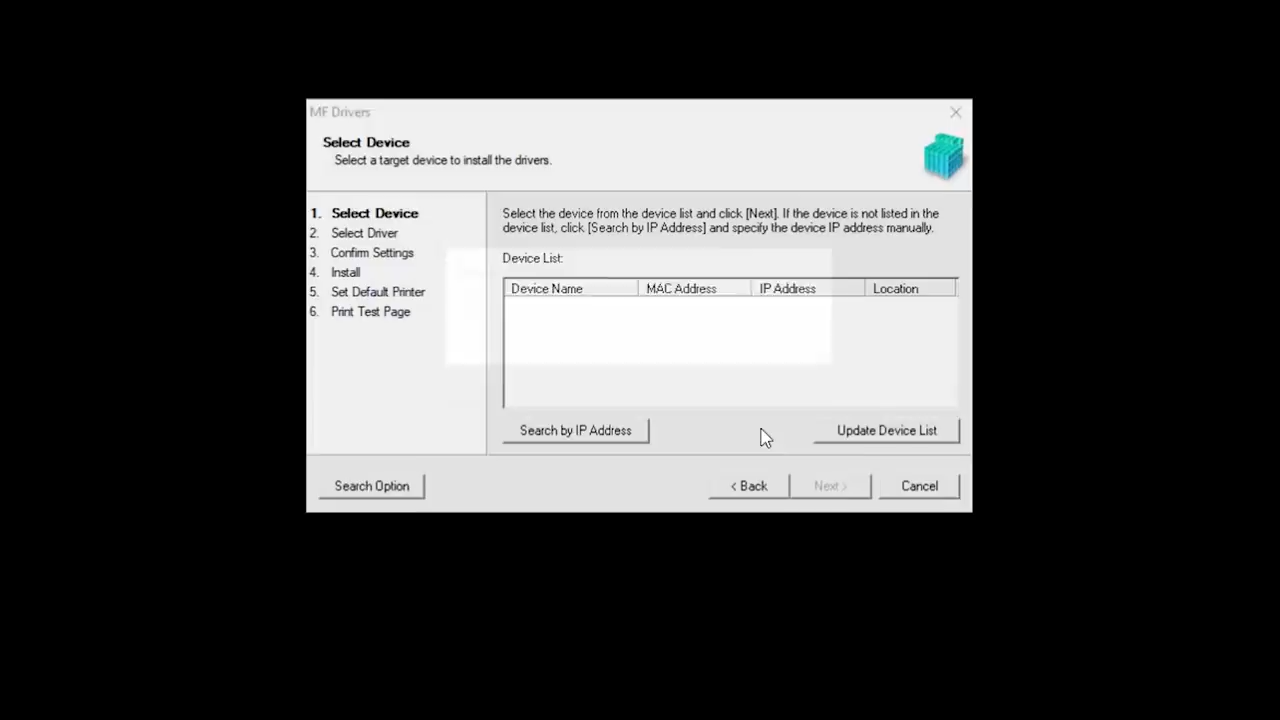 MF Drivers
Select Device
Select a target device to install the drivers.
1. Select Device
2. Select Driver
3. Confirm Settings
4. Install
5. Set Default Printer
6. Print Test Page
Select the device from the device list and click [Next]. If the device is not listed in the
device list, click [Search by IP Address] and specify the device IP address manually.
Device List:
Device Name MAC Address IP Address Location
Search by IP Address Update Device List
Search Option < Back Next > Cancel